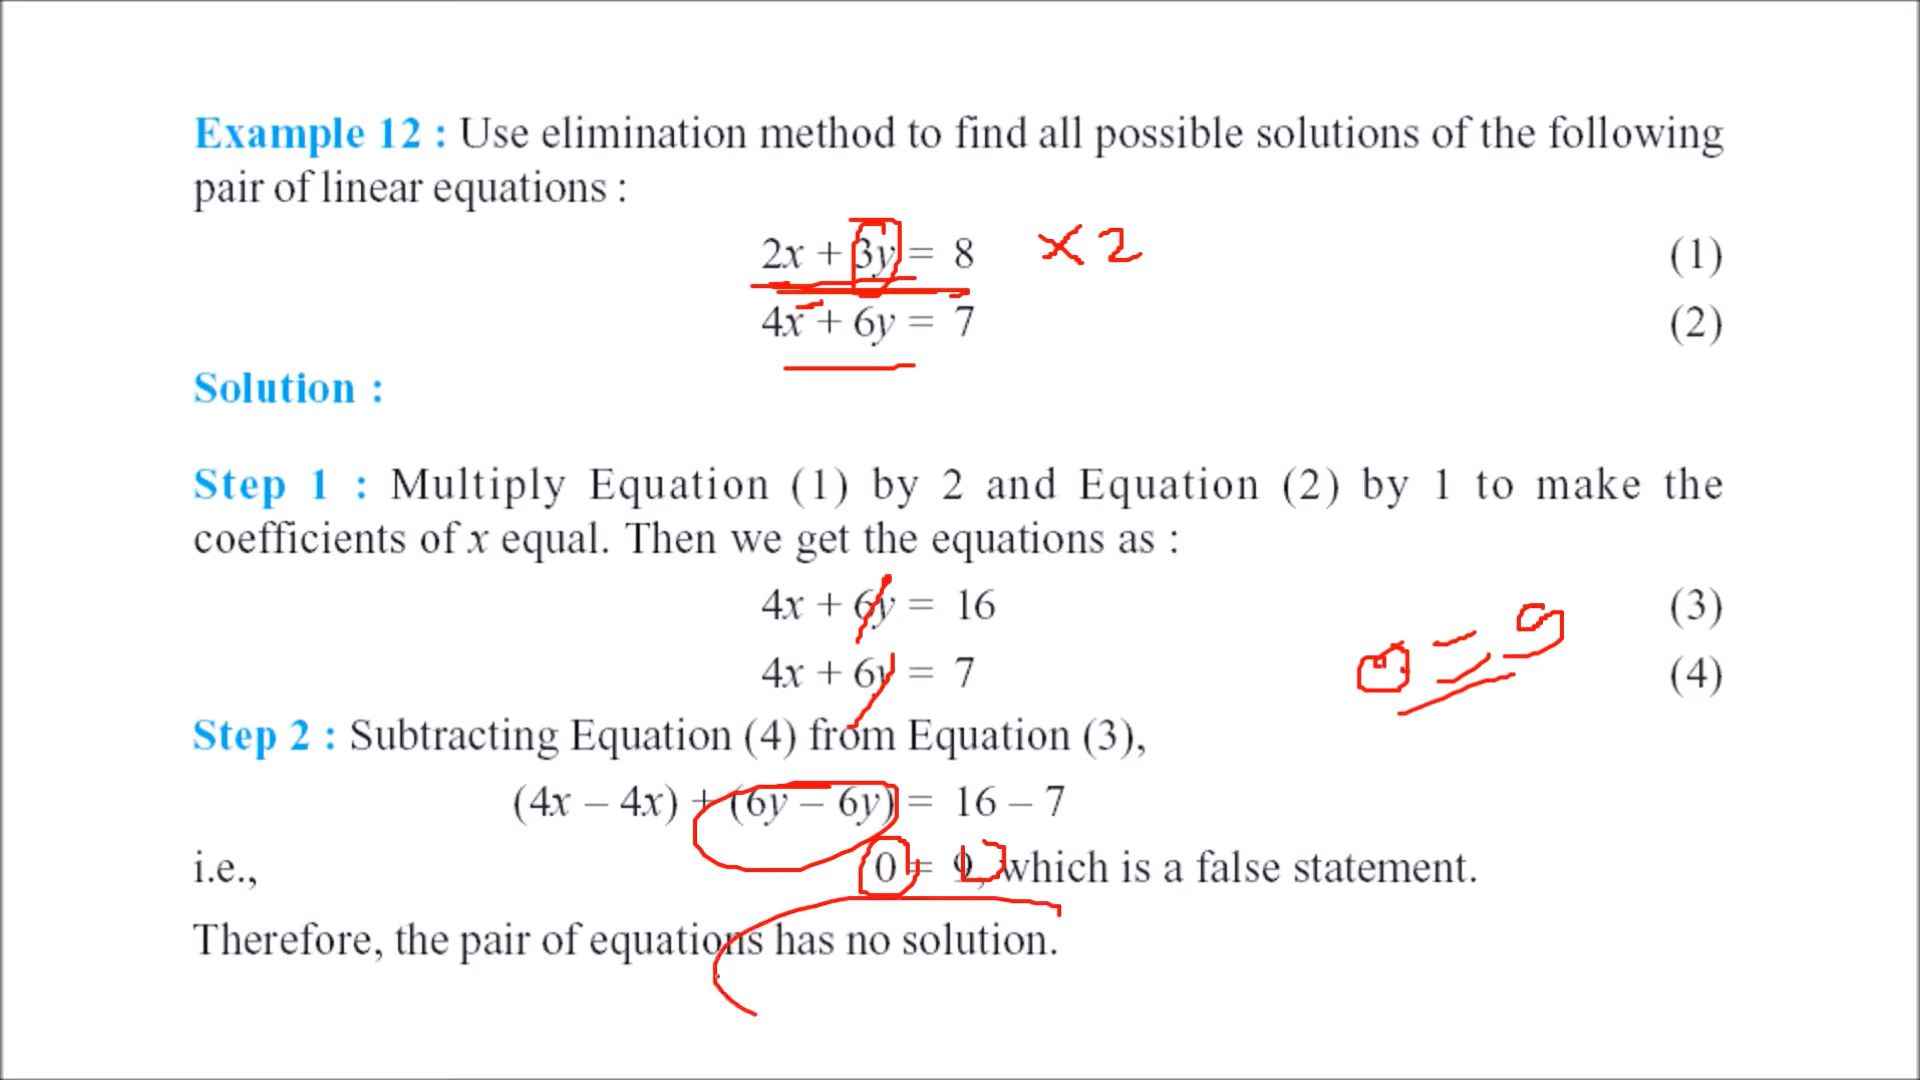 Example 12 : Use elimination method to find all possible solutions of the following
pair of linear equations :
2x + 3y = 8 ×2 (1)
4x + 6y = 7 (2)
Solution :
Step 1 : Multiply Equation (1) by 2 and Equation (2) by 1 to make the
coefficients of x equal. Then we get the equations as :
4x + 6y = 16 (3)
0 = 9
4x + 6y = 7 (4)
Step 2 : Subtracting Equation (4) from Equation (3),
(4x – 4x) + (6y – 6y) = 16 – 7
i.e., 0 = 9, which is a false statement.
Therefore, the pair of equations has no solution.